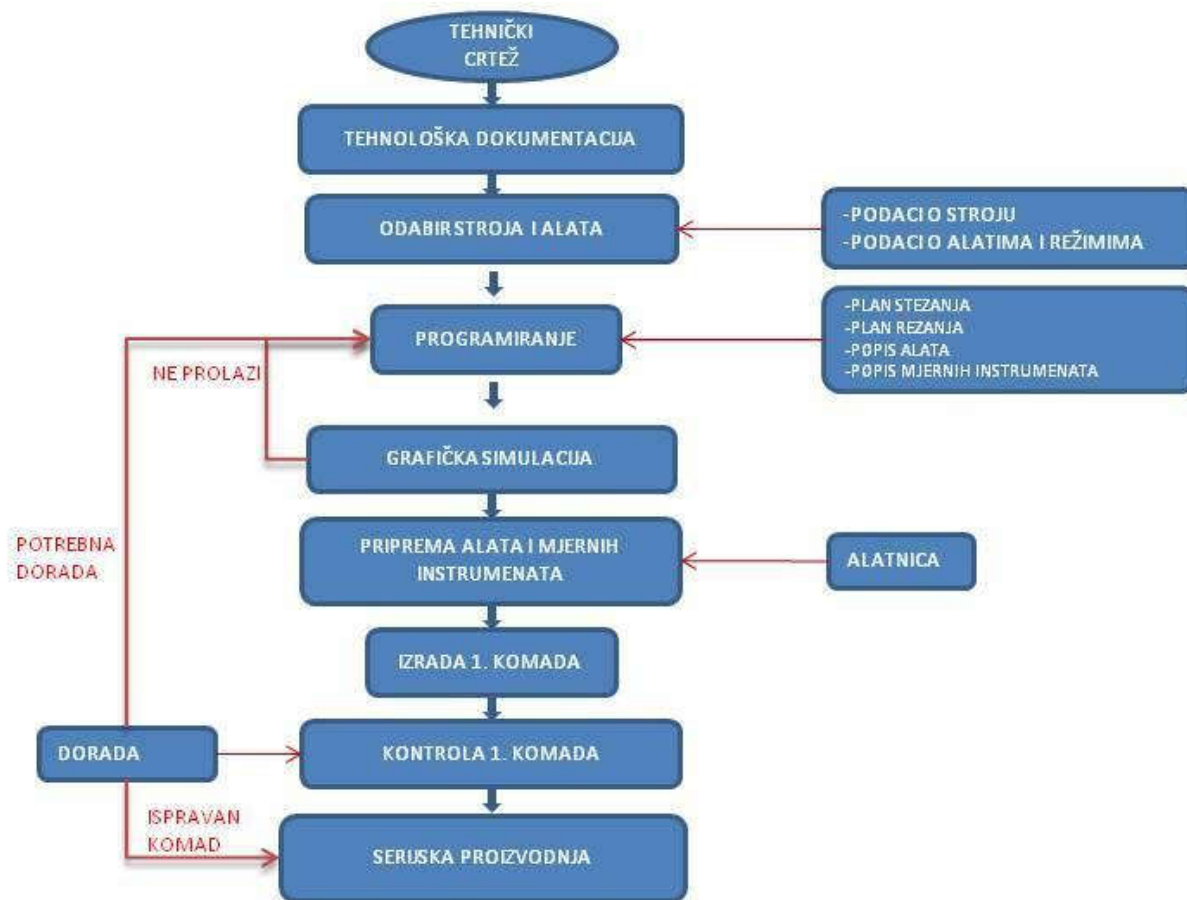 TEHNIČKI
CRTEŽ
TEHNOLOŠKA DOKUMENTACIJA
ODABIR STROJA I ALATA
-PODACI O STROJU
-PODACI O ALATIMA I REŽIMIMA
PROGRAMIRANJE
-PLAN STEZANJA
-PLAN REZANJA
-POPIS ALATA
-POPIS MJERNIH INSTRUMENATA
NE PROLAZI
GRAFIČKA SIMULACIJA
POTREBNA
DORADA
PRIPREMA ALATA I MJERNIH
INSTRUMENATA
ALATNICA
IZRADA 1. KOMADA
DORADA
KONTROLA 1. KOMADA
ISPRAVAN
KOMAD
SERIJSKA PROIZVODNJA